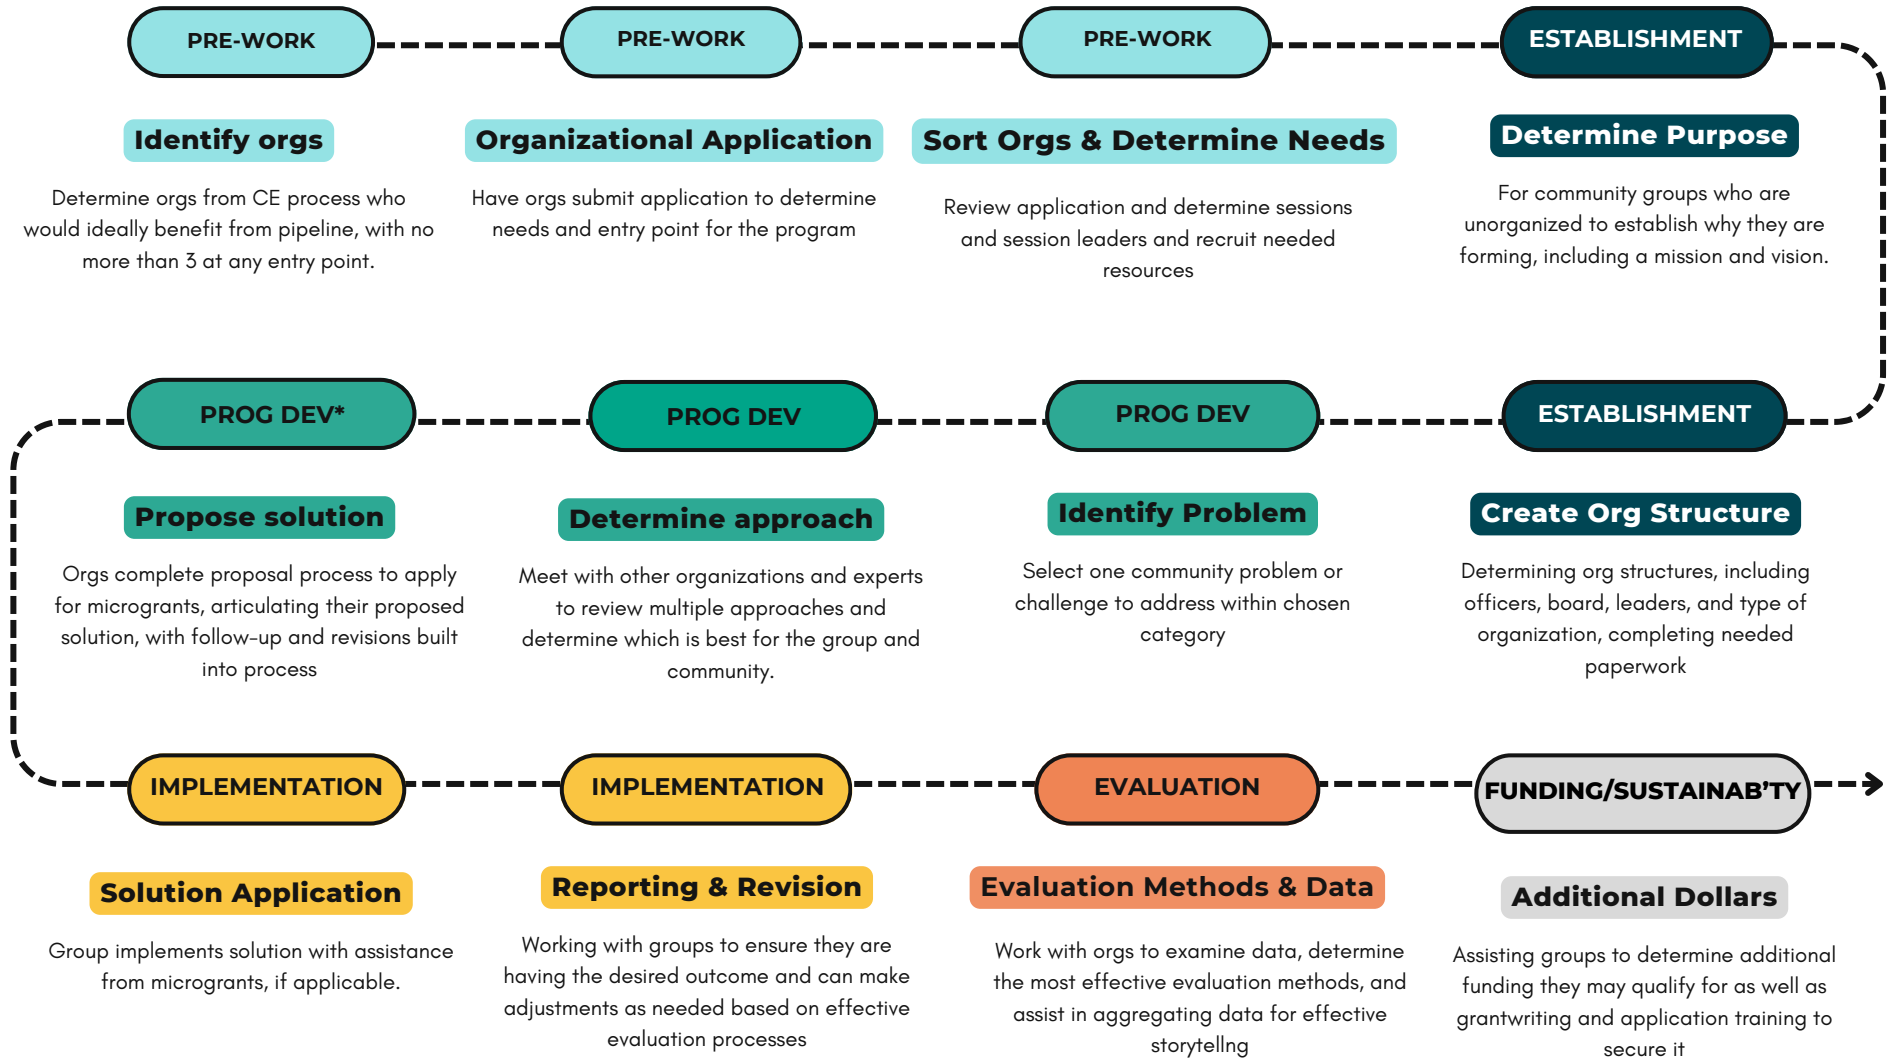 PRE-WORK
PRE-WORK
PRE-WORK
ESTABLISHMENT
Identify orgs
Determine orgs from CE process who
would ideally benefit from pipeline, with no
more than 3 at any entry point.
Organizational Application
Have orgs submit application to determine
needs and entry point for the program
Sort Orgs & Determine Needs
Review application and determine sessions
and session leaders and recruit needed
resources
Determine Purpose
For community groups who are
unorganized to establish why they are
forming, including a mission and vision.
PROG DEV*
PROG DEV
PROG DEV
ESTABLISHMENT
Propose solution
Orgs complete proposal process to apply
for microgrants, articulating their proposed
solution, with follow-up and revisions built
into process
Determine approach
Meet with other organizations and experts
to review multiple approaches and
determine which is best for the group and
community.
Identify Problem
Select one community problem or
challenge to address within chosen
category
Create Org Structure
Determining org structures, including
officers, board, leaders, and type of
organization, completing needed
paperwork
IMPLEMENTATION
IMPLEMENTATION
EVALUATION
FUNDING/SUSTAINAB'TY
Solution Application
Group implements solution with assistance
from microgrants, if applicable.
Reporting & Revision
Working with groups to ensure they are
having the desired outcome and can make
adjustments as needed based on effective
evaluation processes
Evaluation Methods & Data
Work with orgs to examine data, determine
the most effective evaluation methods, and
assist in aggregating data for effective
storytellng
Additional Dollars
Assisting groups to determine additional
funding they may qualify for as well as
grantwriting and application training to
secure it